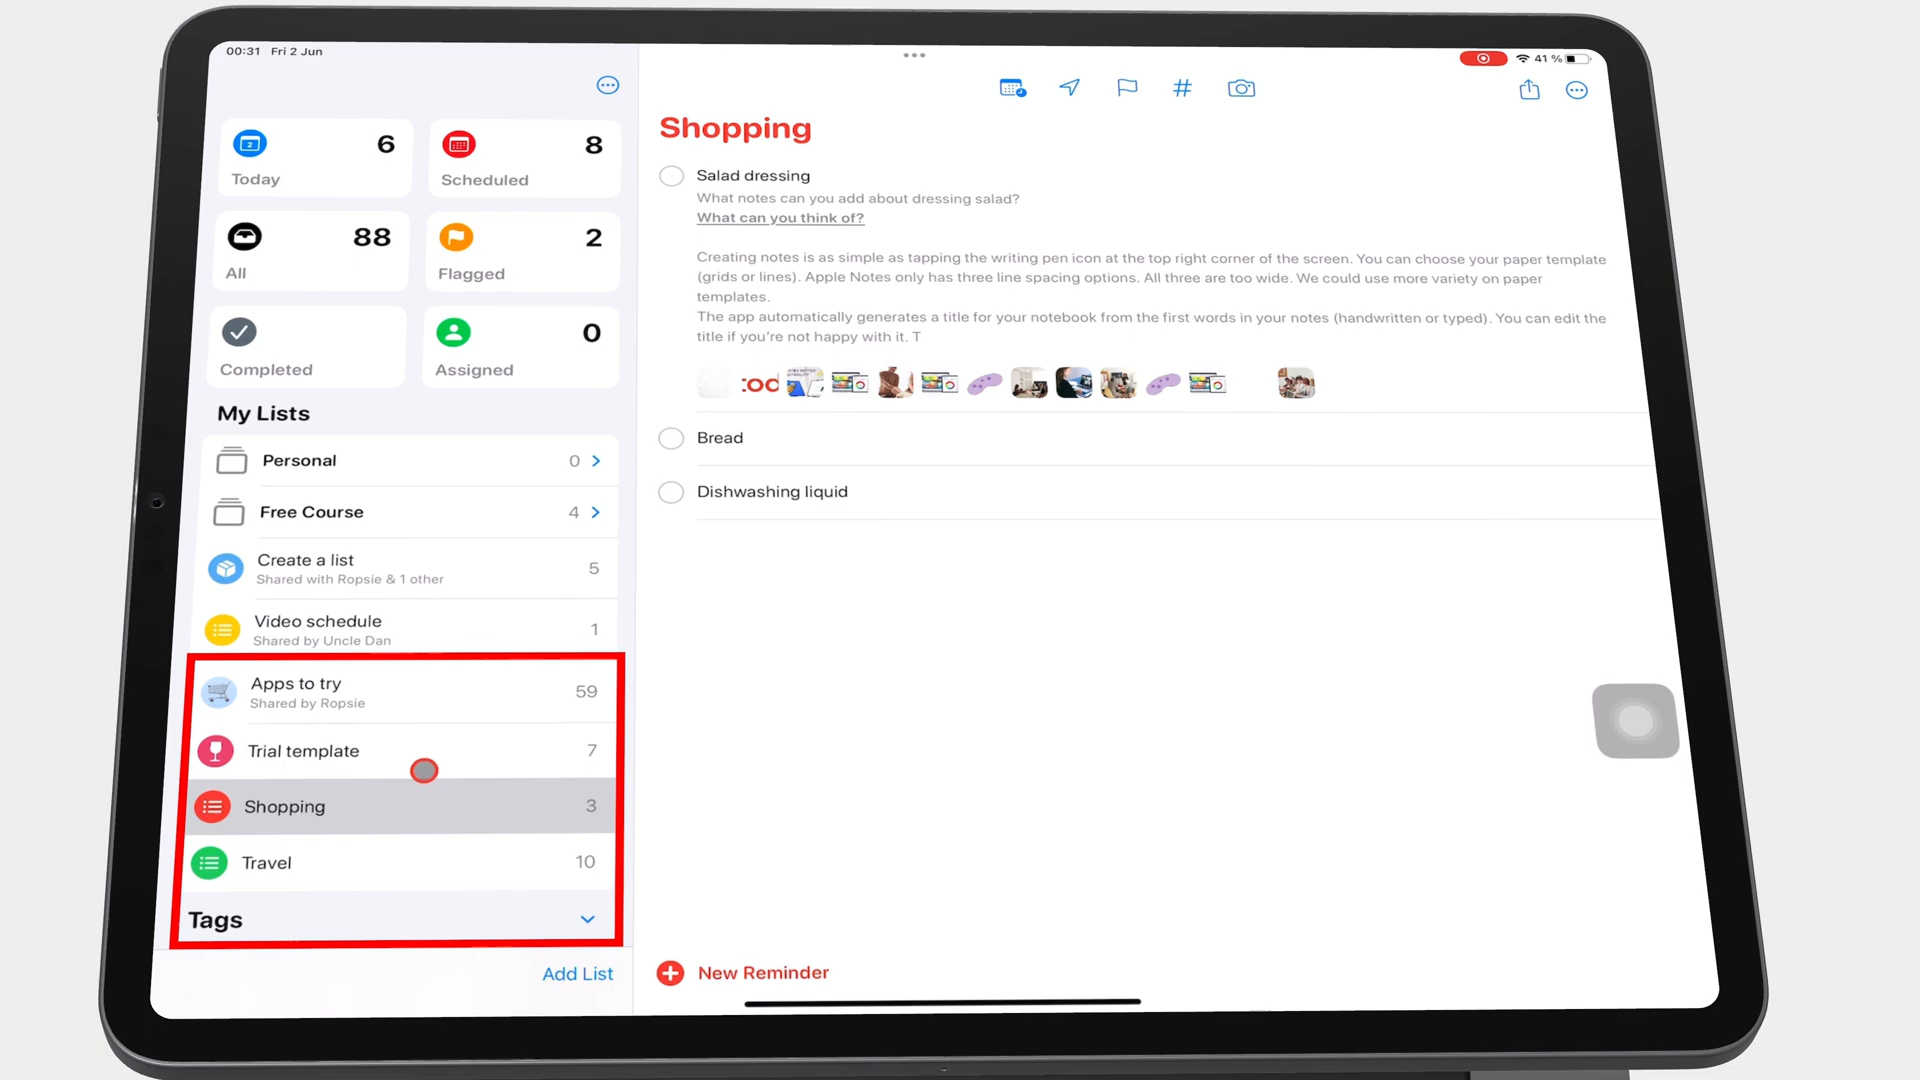 00:31 Fri 2 Jun
41 %
2
6
Today
8
Scheduled
88
All
2
Flagged
Completed
0
Assigned
My Lists
Personal 0
Free Course 4
Create a list
Shared with Ropsie & 1 other
5
Video schedule
Shared by Uncle Dan
1
Apps to try
Shared by Ropsie
59
Trial template 7
Shopping 3
Travel 10
Tags
Add List
Shopping
Salad dressing
What notes can you add about dressing salad?
What can you think of?
Creating notes is as simple as tapping the writing pen icon at the top right corner of the screen. You can choose your paper template
(grids or lines). Apple Notes only has three line spacing options. All three are too wide. We could use more variety on paper
templates.
The app automatically generates a title for your notebook from the first words in your notes (handwritten or typed). You can edit the
title if you're not happy with it. T
Bread
Dishwashing liquid
New Reminder